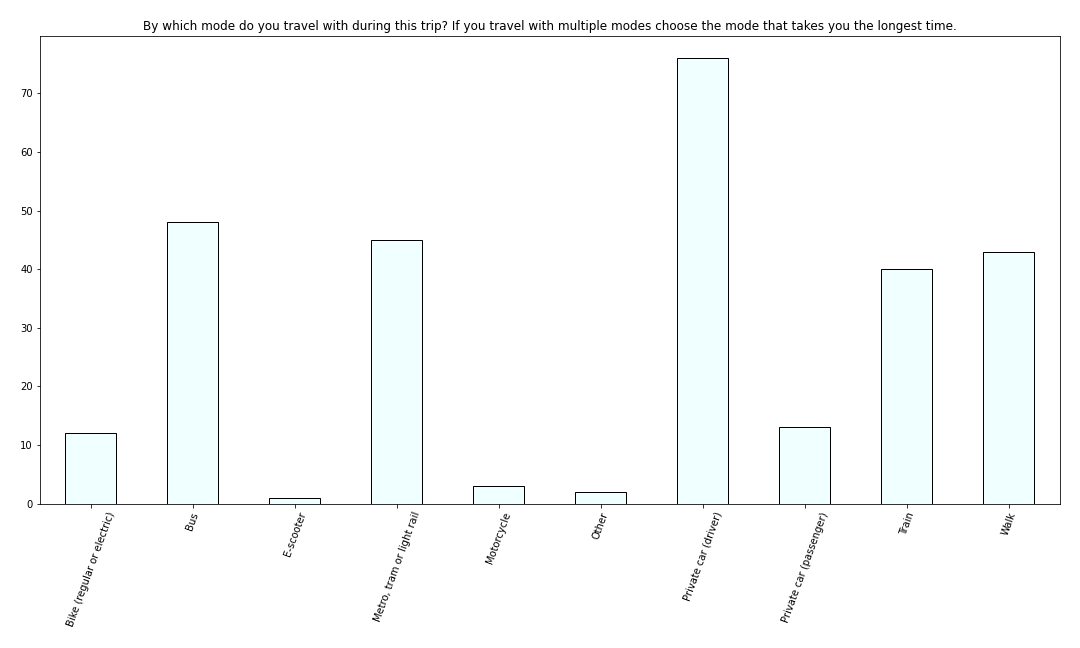 By which mode do you travel with during this trip? If you travel with multiple modes choose the mode that takes you the longest time.
70
60
50
40
30
20
10
0
Bike (regular or electric)
Bus
E-scooter
Metro, tram or light rail
Motorcycle
Other
Private car (driver)
Private car (passenger)
Train
Walk